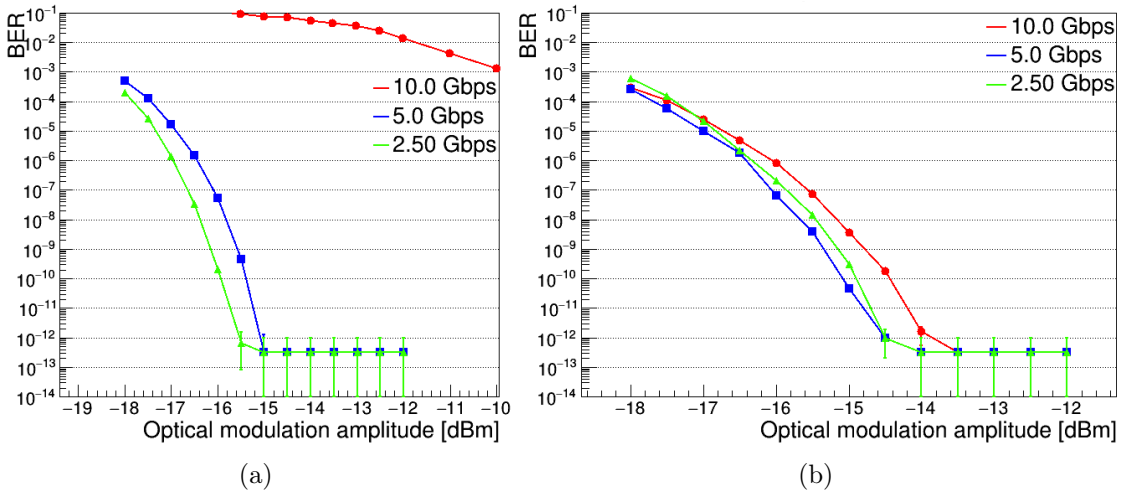 BER
10⁻¹
10⁻²
10⁻³
10⁻⁴
10⁻⁵
10⁻⁶
10⁻⁷
10⁻⁸
10⁻⁹
10⁻¹⁰
10⁻¹¹
10⁻¹²
10⁻¹³
10⁻¹⁴
10.0 Gbps
5.0 Gbps
2.50 Gbps
−19 −18 −17 −16 −15 −14 −13 −12 −11 −10
Optical modulation amplitude [dBm]
(a)
BER
10⁻¹
10⁻²
10⁻³
10⁻⁴
10⁻⁵
10⁻⁶
10⁻⁷
10⁻⁸
10⁻⁹
10⁻¹⁰
10⁻¹¹
10⁻¹²
10⁻¹³
10⁻¹⁴
10.0 Gbps
5.0 Gbps
2.50 Gbps
−18 −17 −16 −15 −14 −13 −12
Optical modulation amplitude [dBm]
(b)